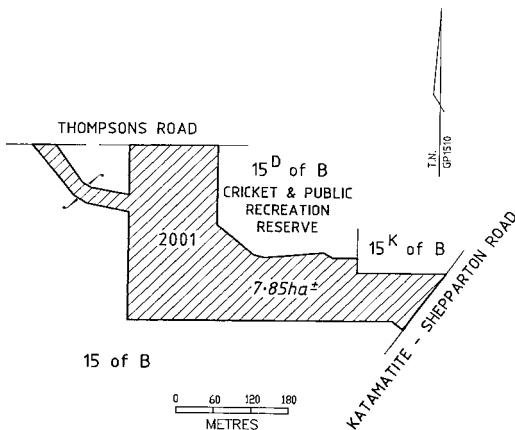 THOMPSONS ROAD
15ᴰ of B
CRICKET & PUBLIC
RECREATION
RESERVE
T.N.
GP1510
2001
15ᴷ of B
7·85ha±
15 of B
KATAMATITE - SHEPPARTON ROAD
0 60 120 180
METRES